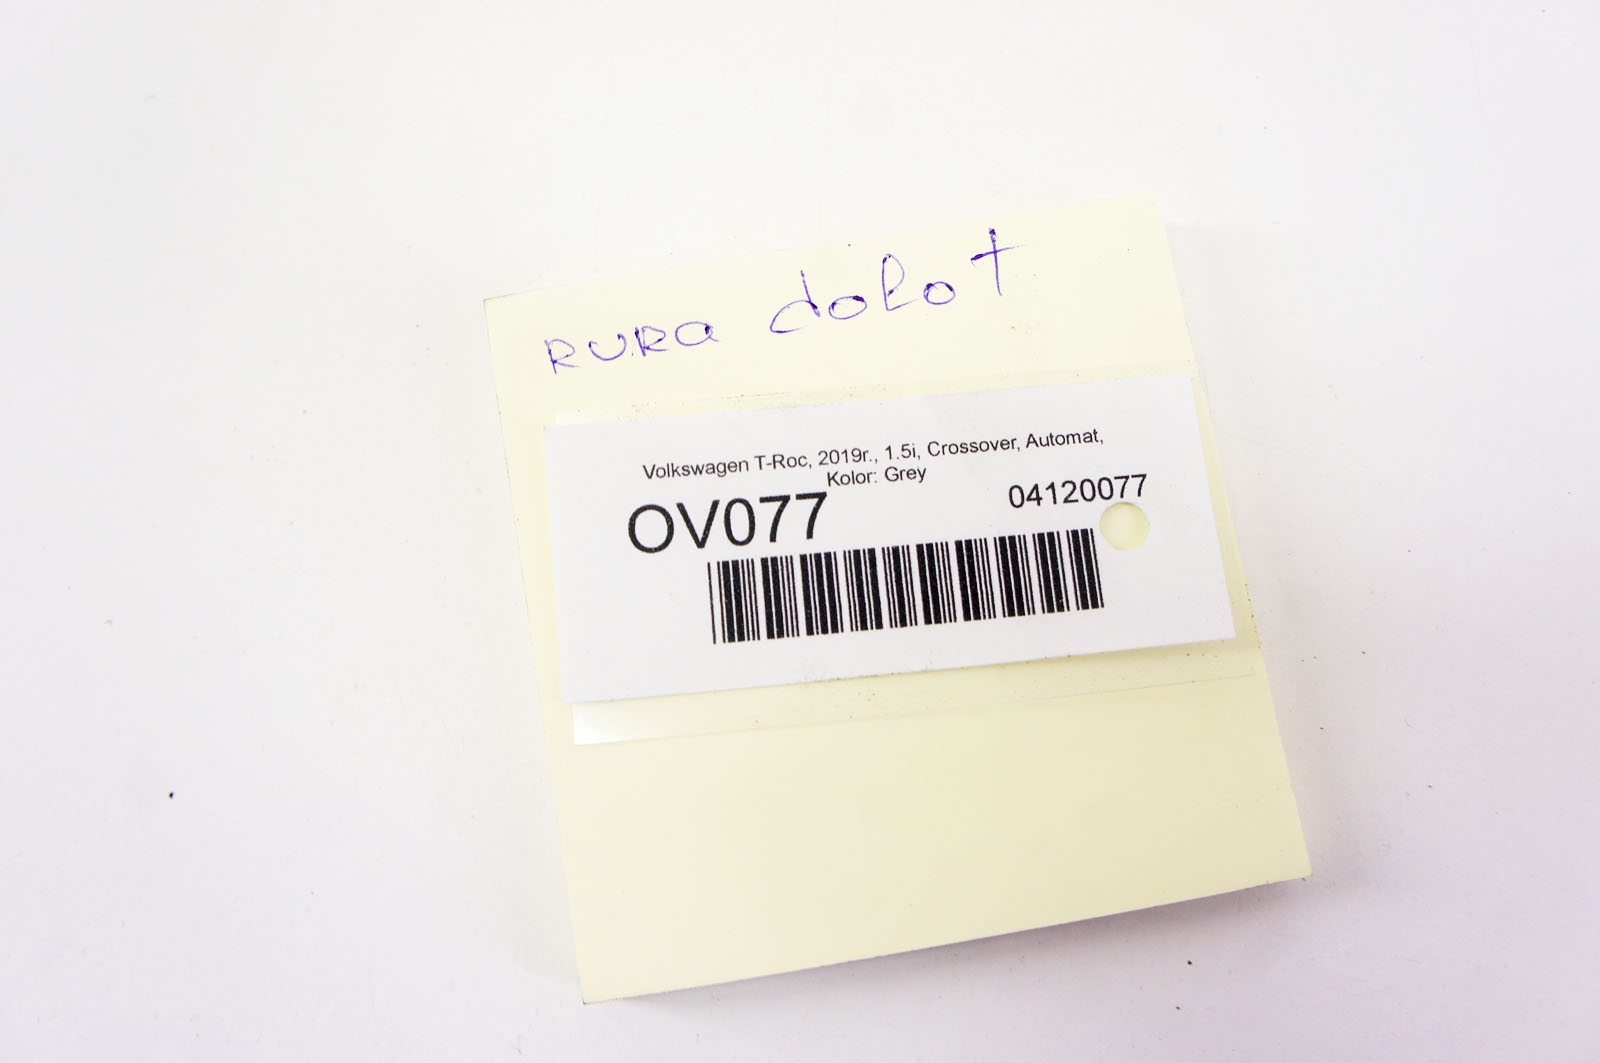 RURa dolot
Volkswagen T-Roc, 2019r., 1.5i, Crossover, Automat,
Kolor: Grey
OV077
04120077